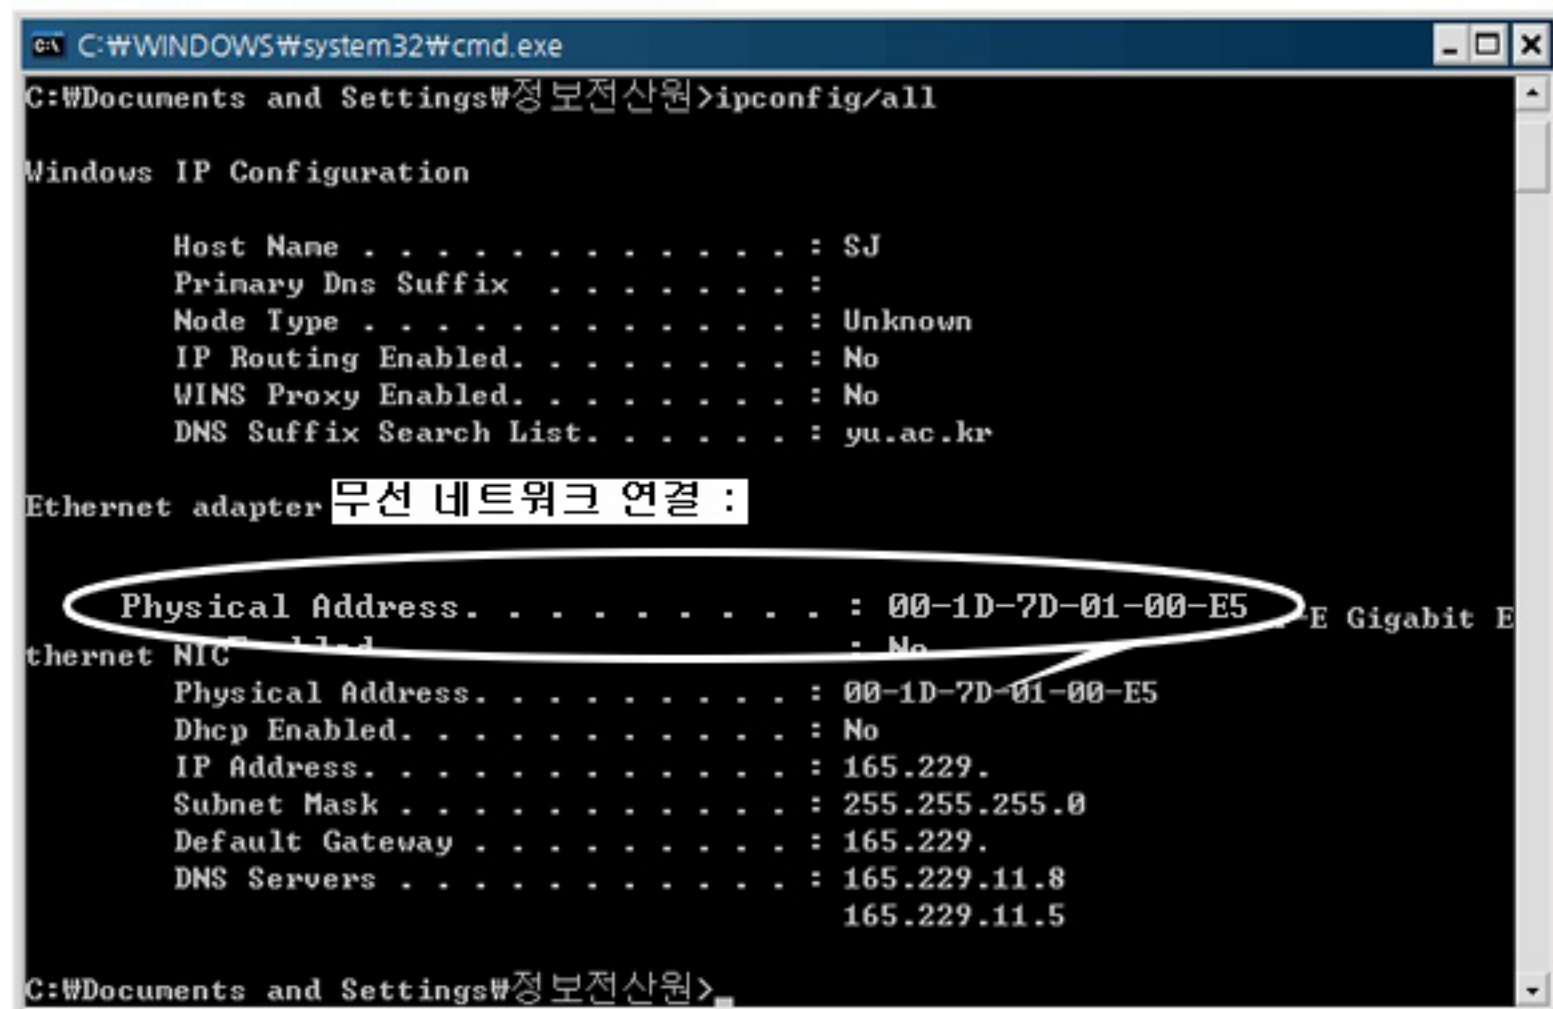 C:\WINDOWS\system32\cmd.exe
C:₩Documents and Settings₩정보전산원>ipconfig/all
Windows IP Configuration
Host Name . . . . . . . . . . . . : SJ
Primary Dns Suffix . . . . . . . :
Node Type . . . . . . . . . . . . : Unknown
IP Routing Enabled. . . . . . . . : No
WINS Proxy Enabled. . . . . . . . : No
DNS Suffix Search List. . . . . . : yu.ac.kr
Ethernet adapter 무선 네트워크 연결 :
Physical Address. . . . . . . . . : 00-1D-7D-01-00-E5
-E Gigabit E
thernet NIC
: No
Physical Address. . . . . . . . . : 00-1D-7D-01-00-E5
Dhcp Enabled. . . . . . . . . . . : No
IP Address. . . . . . . . . . . . : 165.229.
Subnet Mask . . . . . . . . . . . : 255.255.255.0
Default Gateway . . . . . . . . . : 165.229.
DNS Servers . . . . . . . . . . . : 165.229.11.8
165.229.11.5
C:₩Documents and Settings₩정보전산원>_